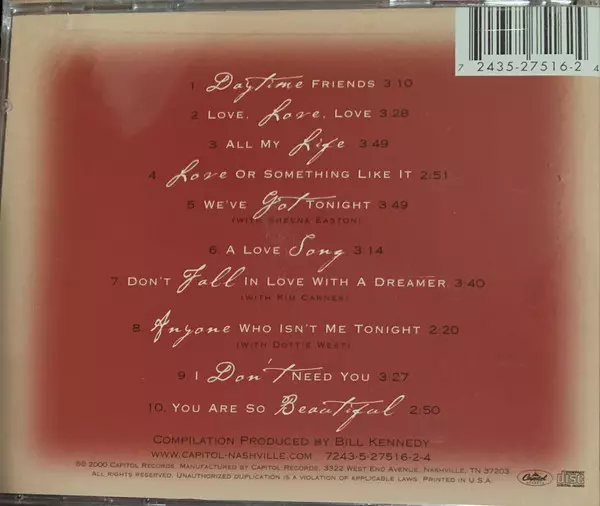 7 2435-27516-2 4
1 Daytime Friends 3:10
2 Love, Love, Love 3:28
3 All My Life 3:49
4. Love Or Something Like It 2:51
5 We've Got Tonight 3:49
(with Sheena Easton)
6. A Love Song 3:14
7. Don't Fall In Love With A Dreamer 3:40
(with Kim Carnes)
8. Anyone Who Isn't Me Tonight 2:20
(with Dottie West)
9. I Don't Need You 3:27
10. You Are So Beautiful 2:50
Compilation Produced by Bill Kennedy
www.capitol-nashville.com 7243-5-27516-2-4
℗© 2000 Capitol Records. Manufactured by Capitol Records, 3322 West End Avenue, Nashville, TN 37203.
All rights reserved. Unauthorized duplication is a violation of applicable laws. Printed in U.S.A.
Capitol